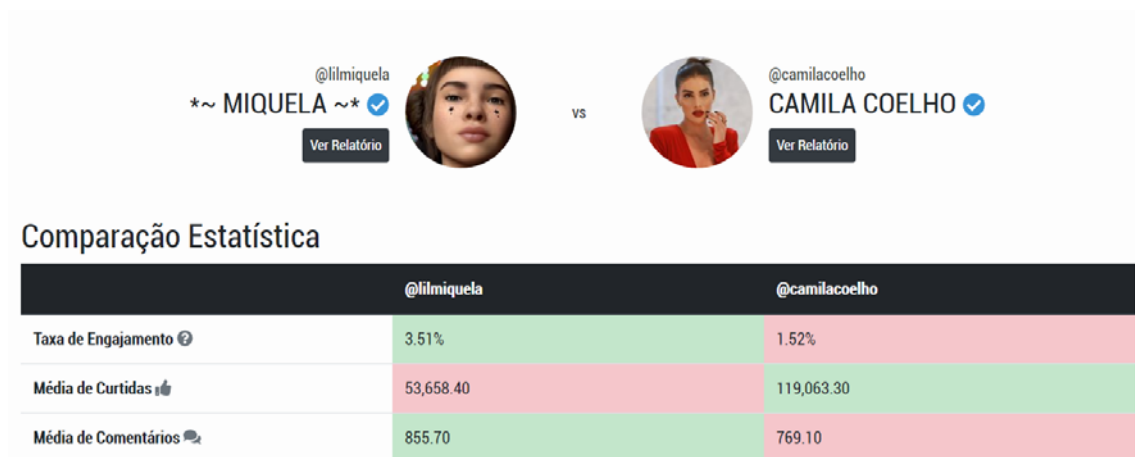 @lilmiquela
*~ MIQUELA ~*
Ver Relatório
vs
@camilacoelho
CAMILA COELHO
Ver Relatório
Comparação Estatística
@lilmiquela @camilacoelho
Taxa de Engajamento 3.51% 1.52%
Média de Curtidas 53,658.40 119,063.30
Média de Comentários 855.70 769.10